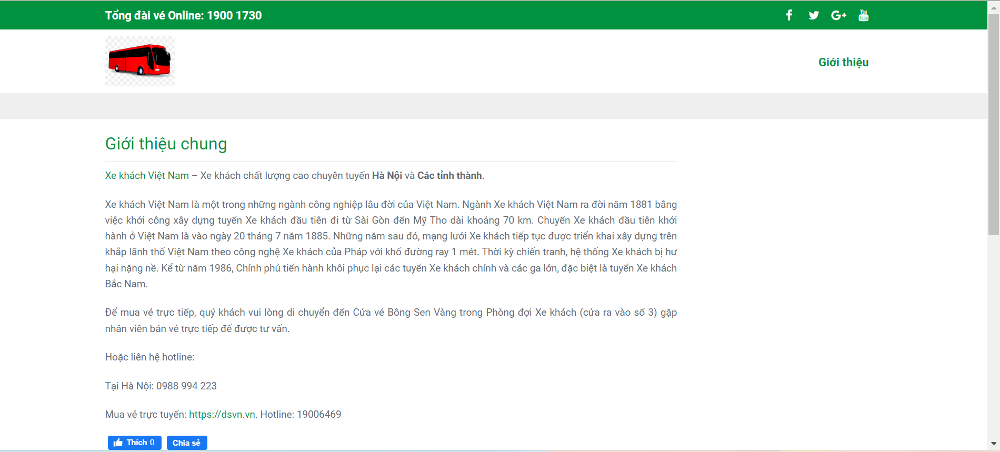 Tổng đài vé Online: 1900 1730
You
Tube
Giới thiệu
Giới thiệu chung
Xe khách Việt Nam – Xe khách chất lượng cao chuyên tuyến Hà Nội và Các tỉnh thành.
Xe khách Việt Nam là một trong những ngành công nghiệp lâu đời của Việt Nam. Ngành Xe khách Việt Nam ra đời năm 1881 bằng
việc khởi công xây dựng tuyến Xe khách đầu tiên đi từ Sài Gòn đến Mỹ Tho dài khoảng 70 km. Chuyến Xe khách đầu tiên khởi
hành ở Việt Nam là vào ngày 20 tháng 7 năm 1885. Những năm sau đó, mạng lưới Xe khách tiếp tục được triển khai xây dựng trên
khắp lãnh thổ Việt Nam theo công nghệ Xe khách của Pháp với khổ đường ray 1 mét. Thời kỳ chiến tranh, hệ thống Xe khách bị hư
hại nặng nề. Kể từ năm 1986, Chính phủ tiến hành khôi phục lại các tuyến Xe khách chính và các ga lớn, đặc biệt là tuyến Xe khách
Bắc Nam.
Để mua vé trực tiếp, quý khách vui lòng di chuyển đến Cửa vé Bông Sen Vàng trong Phòng đợi Xe khách (cửa ra vào số 3) gặp
nhân viên bán vé trực tiếp để được tư vấn.
Hoặc liên hệ hotline:
Tại Hà Nội: 0988 994 223
Mua vé trực tuyến: https://dsvn.vn. Hotline: 19006469
Thích 0 Chia sẻ